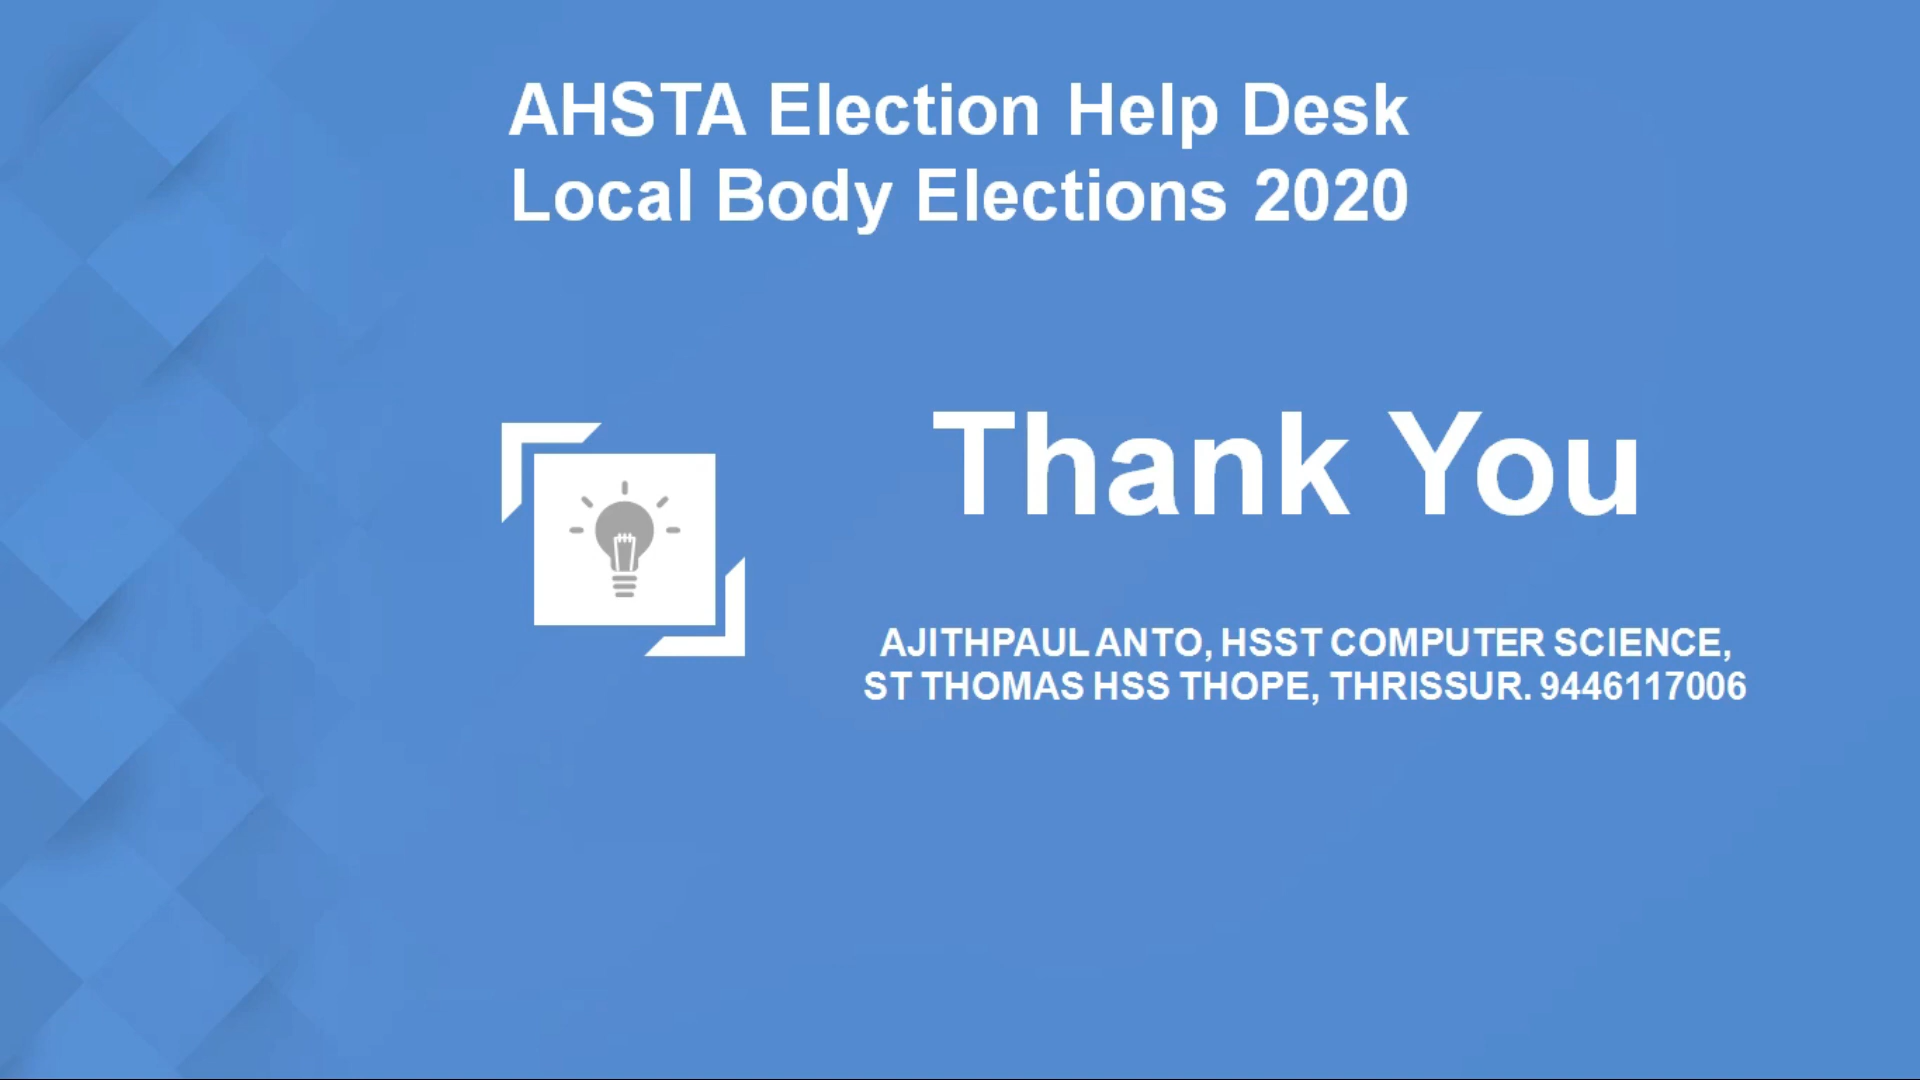 AHSTA Election Help Desk
Local Body Elections 2020
Thank You
AJITHPAUL ANTO, HSST COMPUTER SCIENCE,
ST THOMAS HSS THOPE, THRISSUR. 9446117006